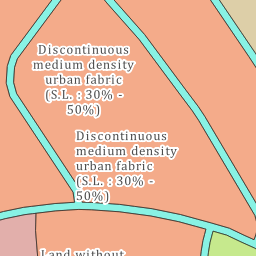 Discontinuous
medium density
urban fabric
(S.L. : 30% -
50%)
Discontinuous
medium density
urban fabric
(S.L. : 30% -
50%)
Land without